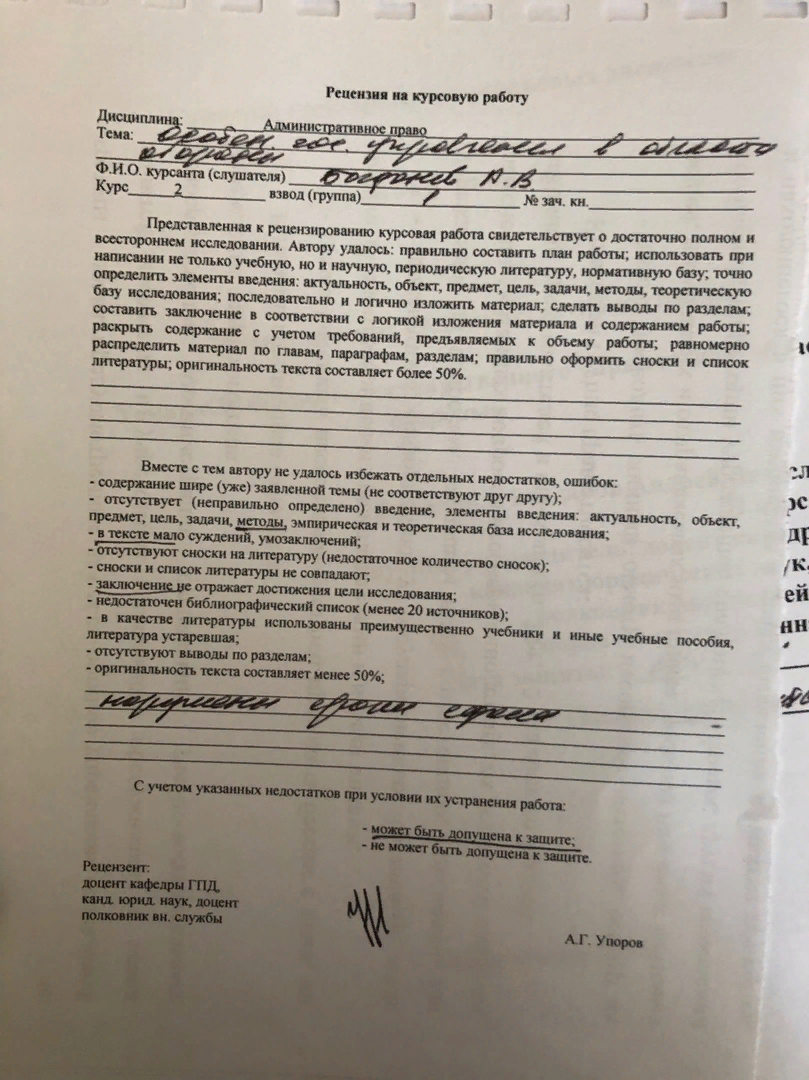 Рецензия на курсовую работу
Дисциплина: Административное право
Тема: Особен. гос. управления в области
обороны
Ф.И.О. курсанта (слушателя) А.В.
Курс 2 взвод (группа) 1 № зач. кн.
Представленная к рецензированию курсовая работа свидетельствует о достаточно полном и
всестороннем исследовании. Автору удалось: правильно составить план работы; использовать при
написании не только учебную, но и научную, периодическую литературу, нормативную базу; точно
определить элементы введения: актуальность, объект, предмет, цель, задачи, методы, теоретическую
базу исследования; последовательно и логично изложить материал; сделать выводы по разделам;
составить заключение в соответствии с логикой изложения материала и содержанием работы;
раскрыть содержание с учетом требований, предъявляемых к объему работы; равномерно
распределить материал по главам, параграфам, разделам; правильно оформить сноски и список
литературы; оригинальность текста составляет более 50%.
Вместе с тем автору не удалось избежать отдельных недостатков, ошибок:
- содержание шире (уже) заявленной темы (не соответствуют друг другу);
- отсутствует (неправильно определено) введение, элементы введения: актуальность, объект,
предмет, цель, задачи, методы, эмпирическая и теоретическая база исследования;
- в тексте мало суждений, умозаключений;
- отсутствуют сноски на литературу (недостаточное количество сносок);
- сноски и список литературы не совпадают;
- заключение не отражает достижения цели исследования;
- недостаточен библиографический список (менее 20 источников);
- в качестве литературы использованы преимущественно учебники и иные учебные пособия,
литература устаревшая;
- отсутствуют выводы по разделам;
- оригинальность текста составляет менее 50%;
нарушены сроки сдачи
С учетом указанных недостатков при условии их устранения работа:
- может быть допущена к защите;
- не может быть допущена к защите.
Рецензент:
доцент кафедры ГПД,
канд. юрид. наук, доцент
полковник вн. службы
А.Г. Упоров